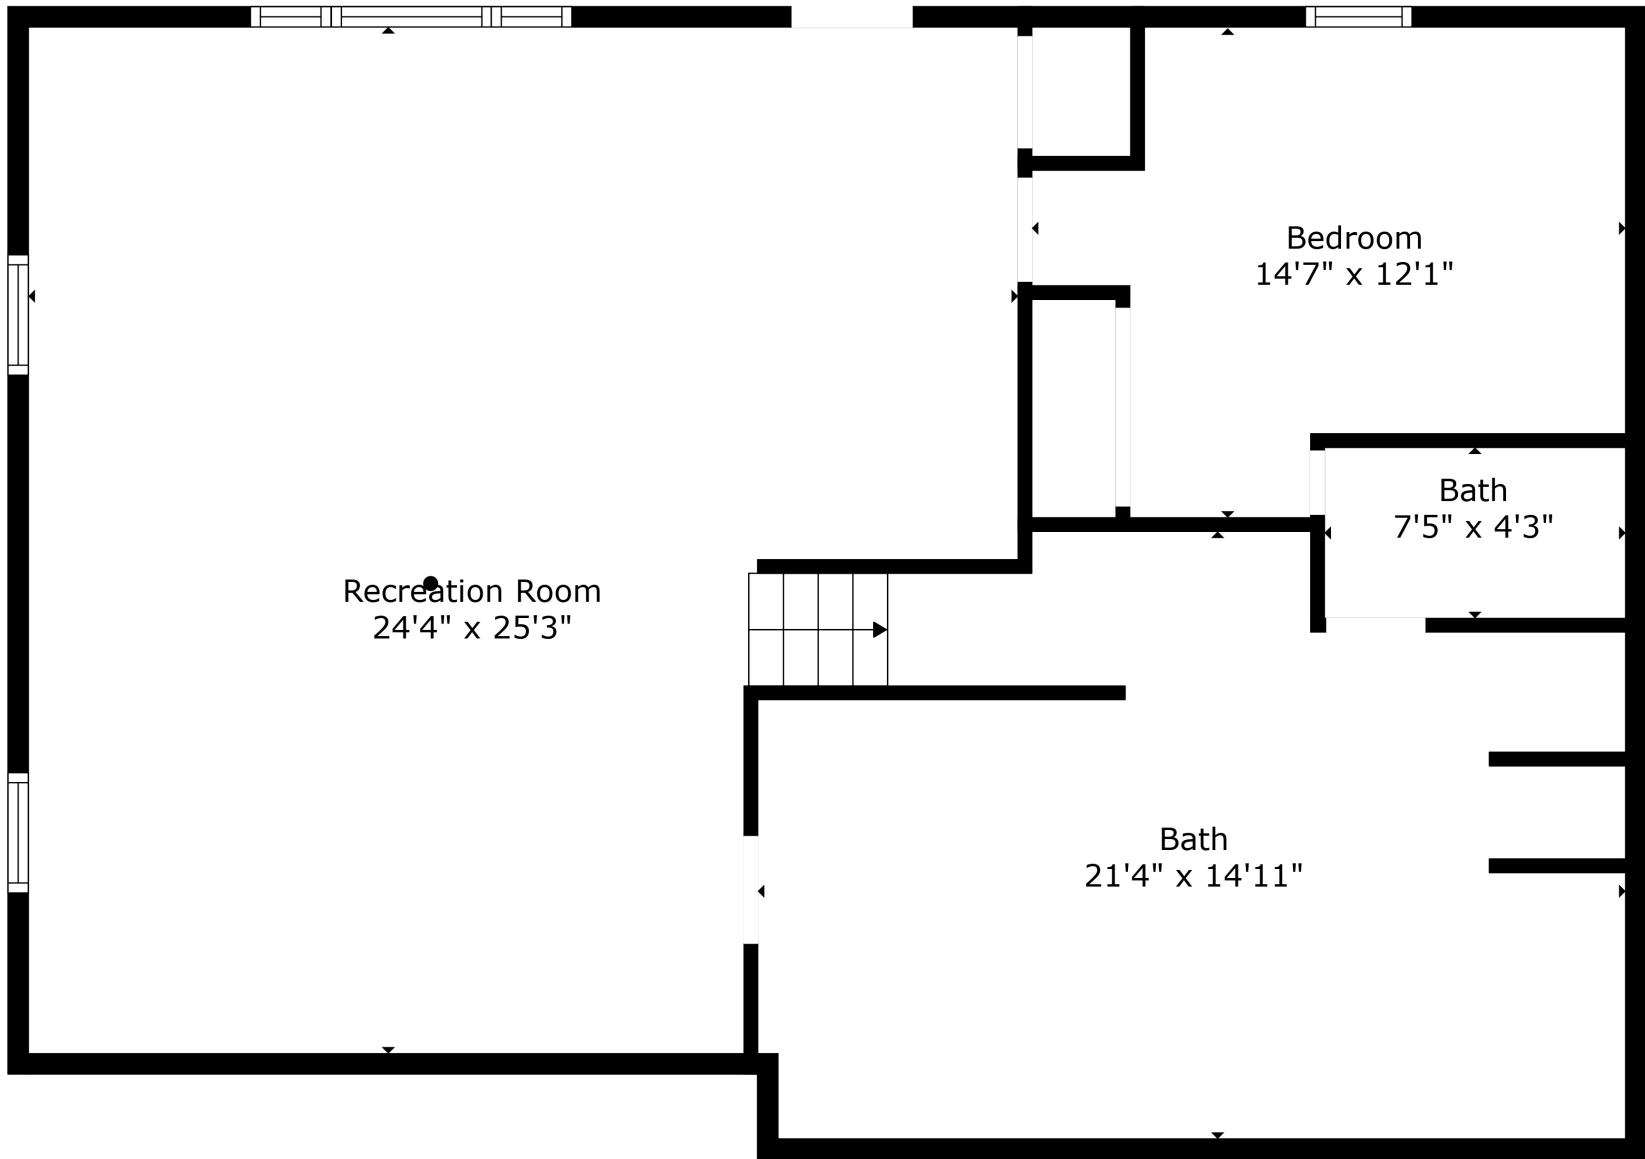 Bedroom
14'7" x 12'1"
Bath
7'5" x 4'3"
Recreation Room
24'4" x 25'3"
Bath
21'4" x 14'11"